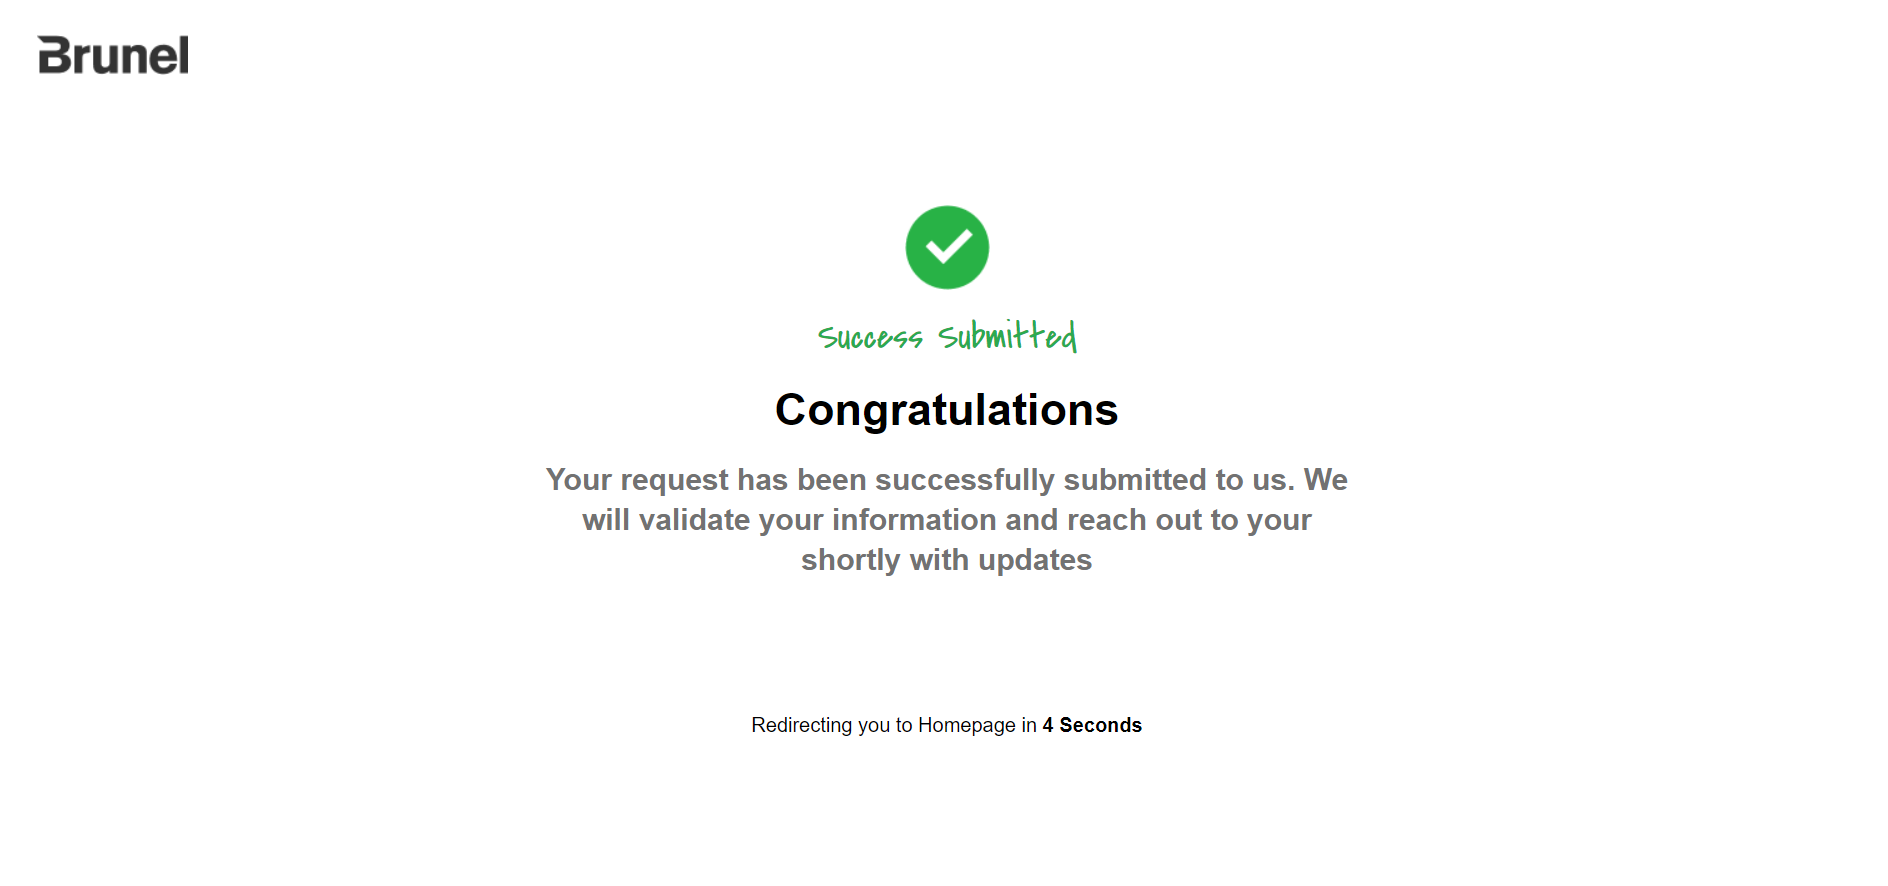 Brunel
Success Submitted
Congratulations
Your request has been successfully submitted to us. We
will validate your information and reach out to your
shortly with updates
Redirecting you to Homepage in 4 Seconds